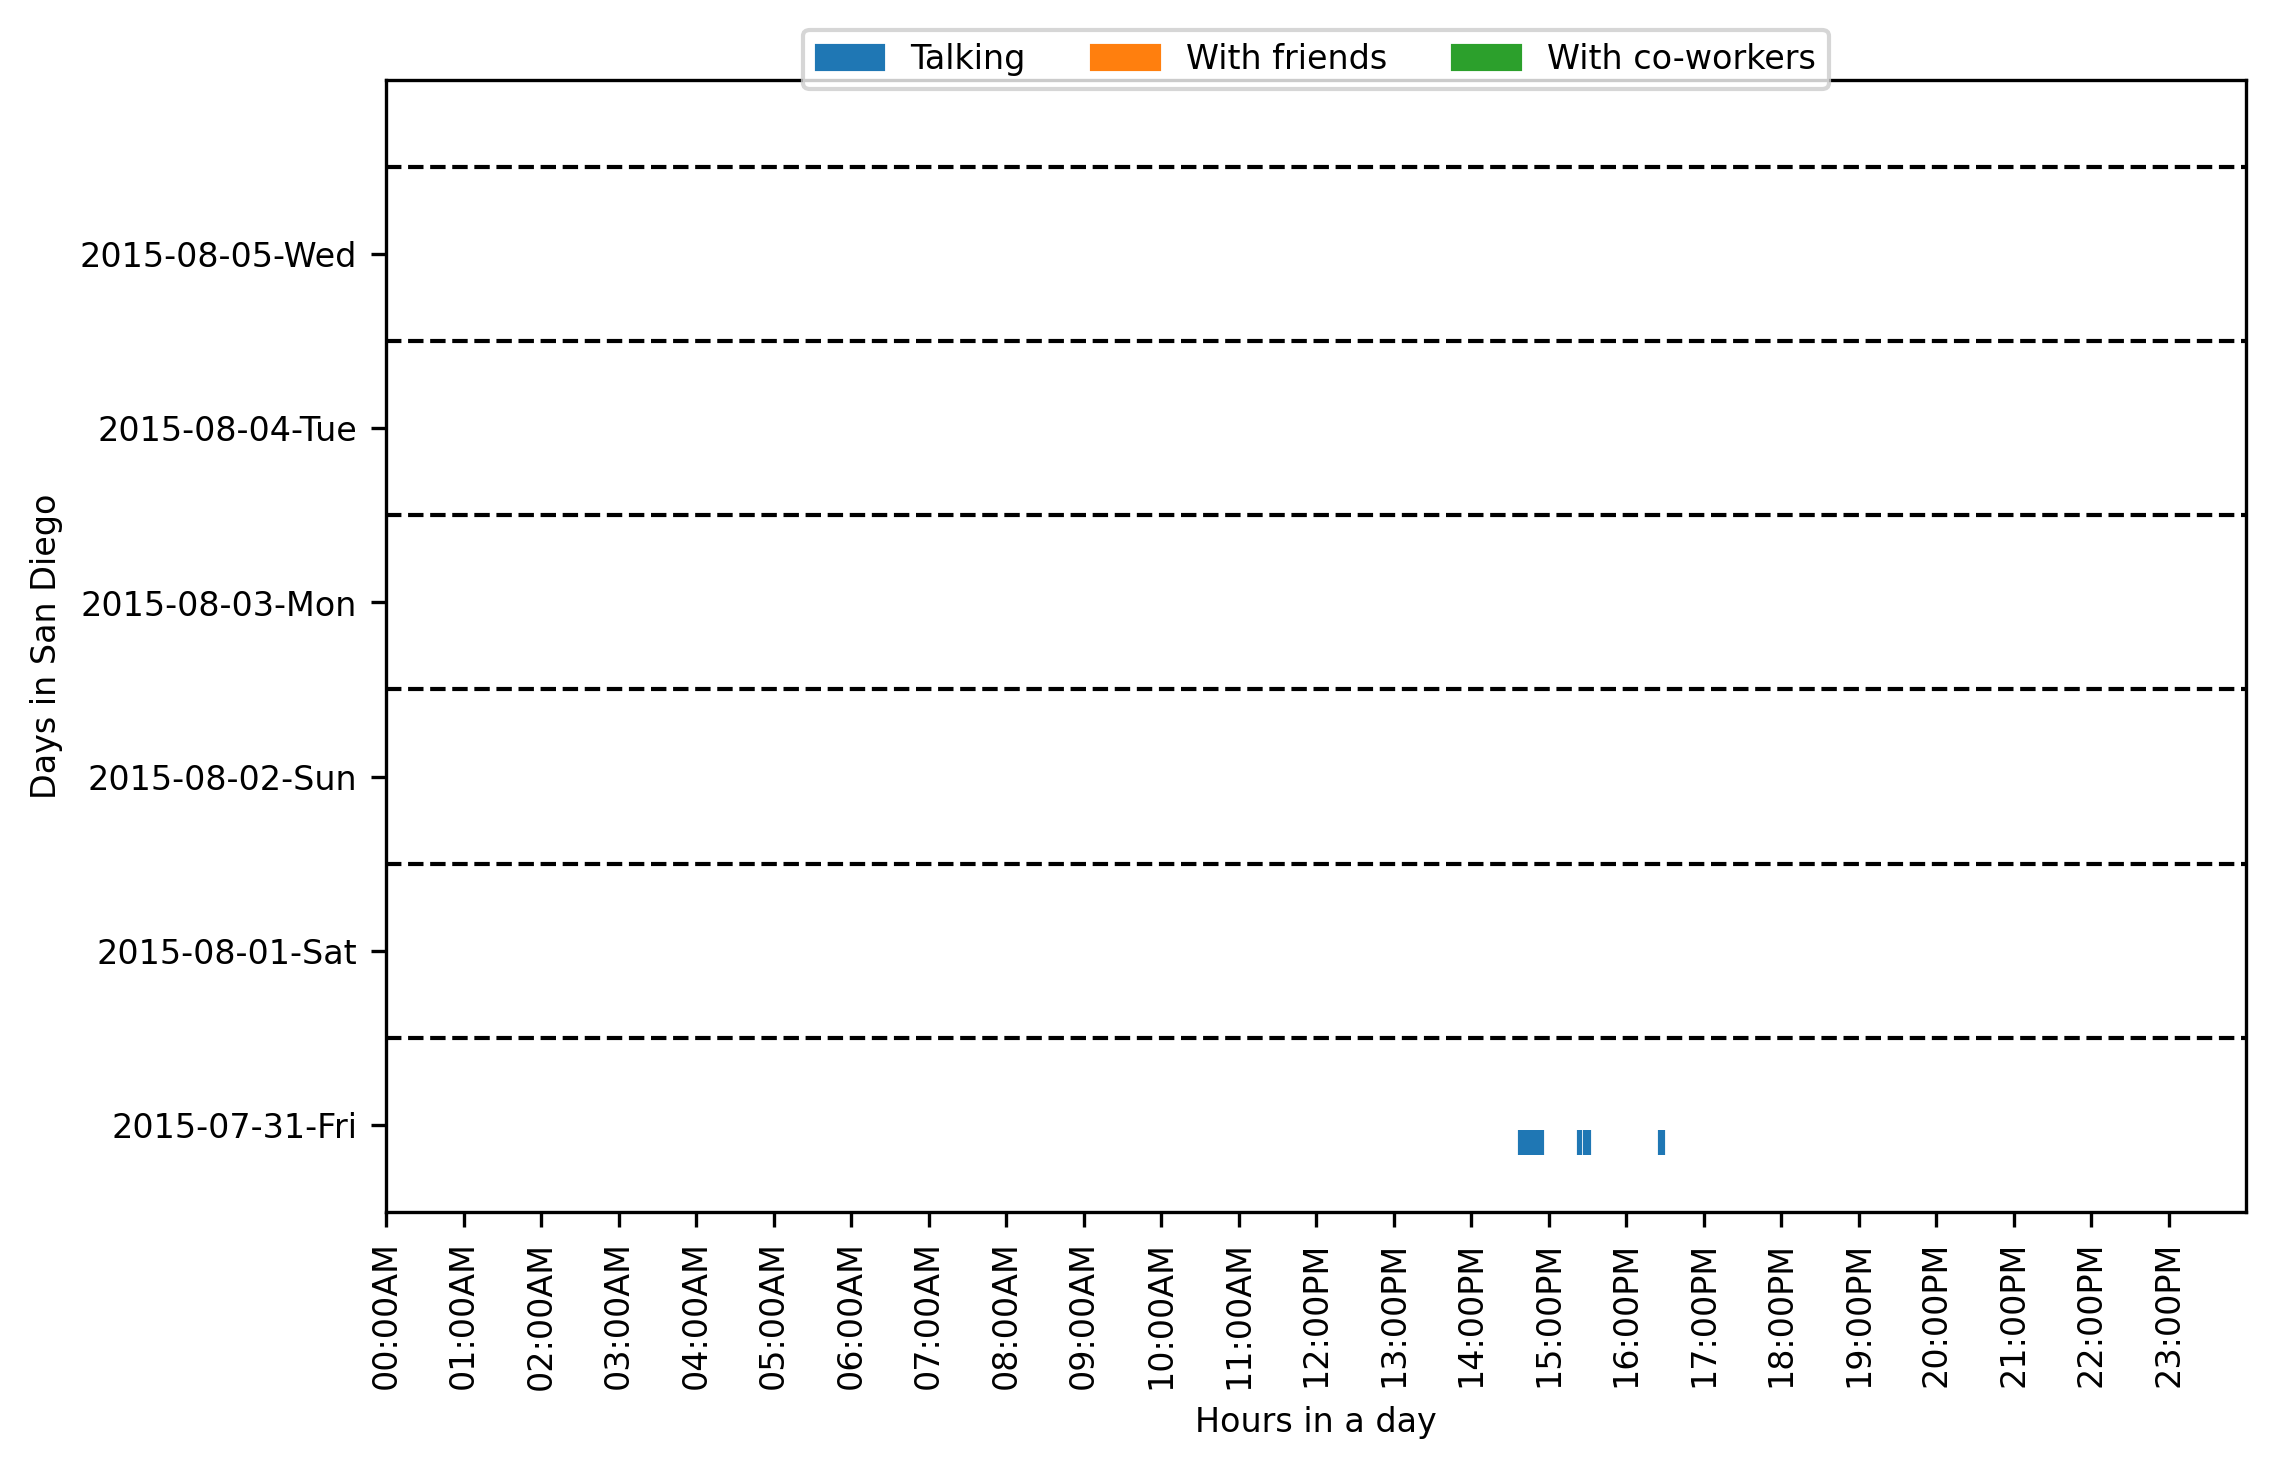 Talking With friends With co-workers
2015-08-05-Wed
2015-08-04-Tue
2015-08-03-Mon
2015-08-02-Sun
2015-08-01-Sat
2015-07-31-Fri
Days in San Diego
00:00AM
01:00AM
02:00AM
03:00AM
04:00AM
05:00AM
06:00AM
07:00AM
08:00AM
09:00AM
10:00AM
11:00AM
12:00PM
13:00PM
14:00PM
15:00PM
16:00PM
17:00PM
18:00PM
19:00PM
20:00PM
21:00PM
22:00PM
23:00PM
Hours in a day